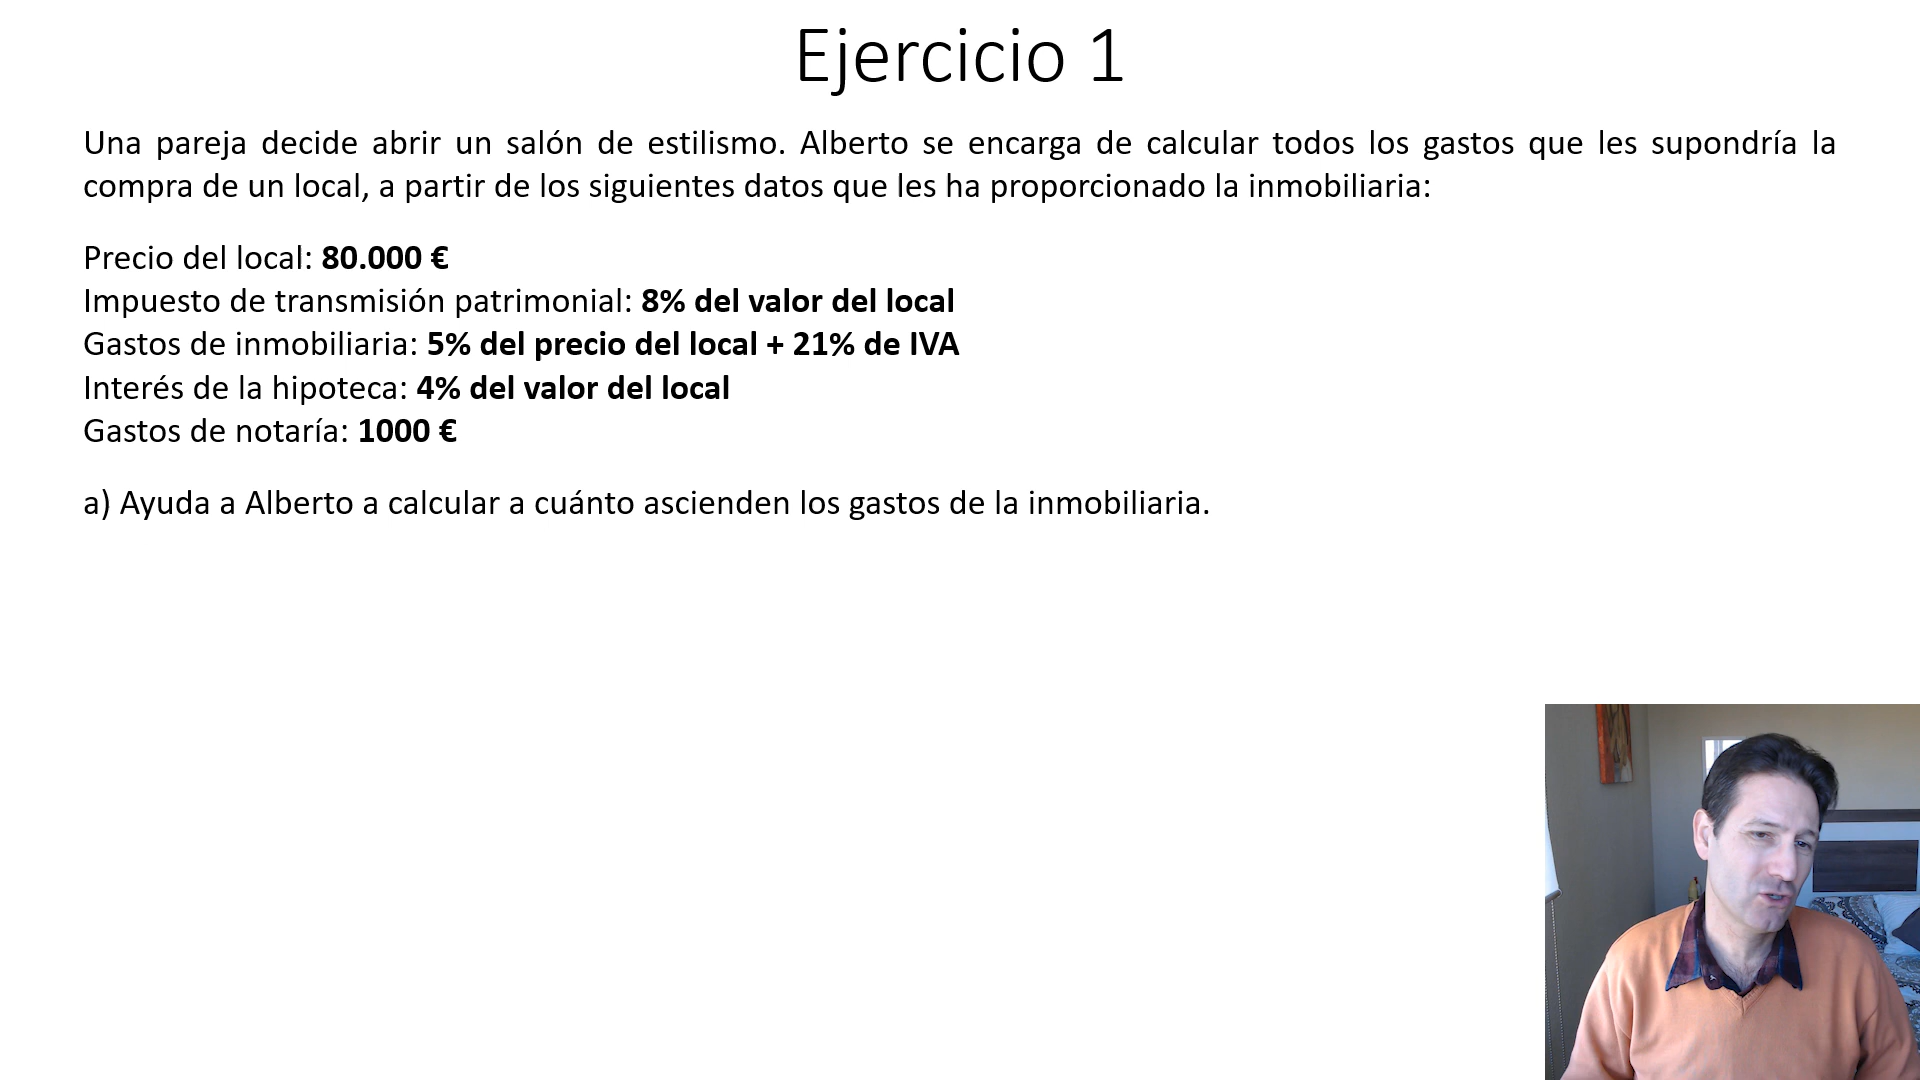 Ejercicio 1
Una pareja decide abrir un salón de estilismo. Alberto se encarga de calcular todos los gastos que les supondría la
compra de un local, a partir de los siguientes datos que les ha proporcionado la inmobiliaria:
Precio del local: 80.000 €
Impuesto de transmisión patrimonial: 8% del valor del local
Gastos de inmobiliaria: 5% del precio del local + 21% de IVA
Interés de la hipoteca: 4% del valor del local
Gastos de notaría: 1000 €
a) Ayuda a Alberto a calcular a cuánto ascienden los gastos de la inmobiliaria.